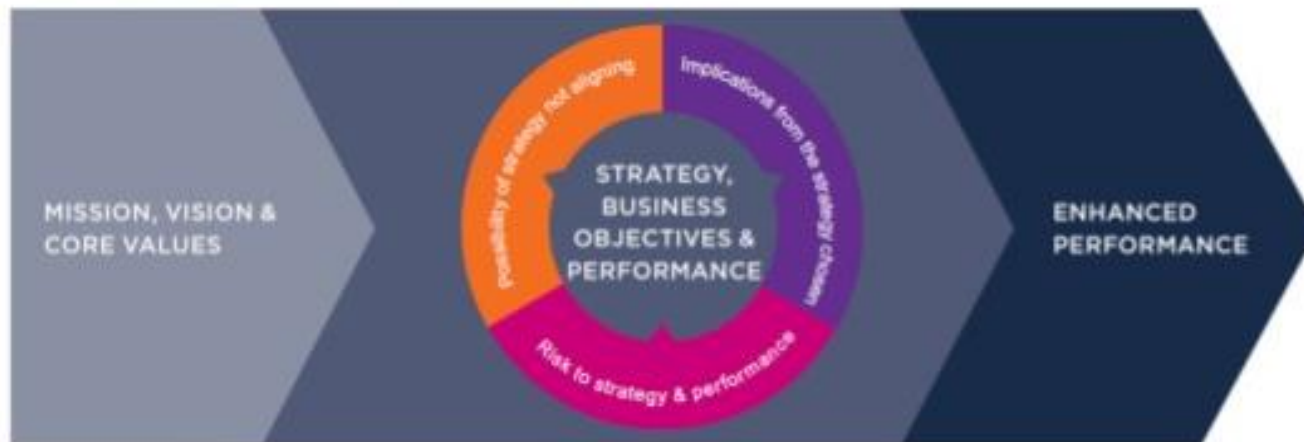 MISSION, VISION &
CORE VALUES
Possibility of strategy not aligning
Implications from the strategy chosen
STRATEGY,
BUSINESS
OBJECTIVES &
PERFORMANCE
Risk to strategy & performance
ENHANCED
PERFORMANCE